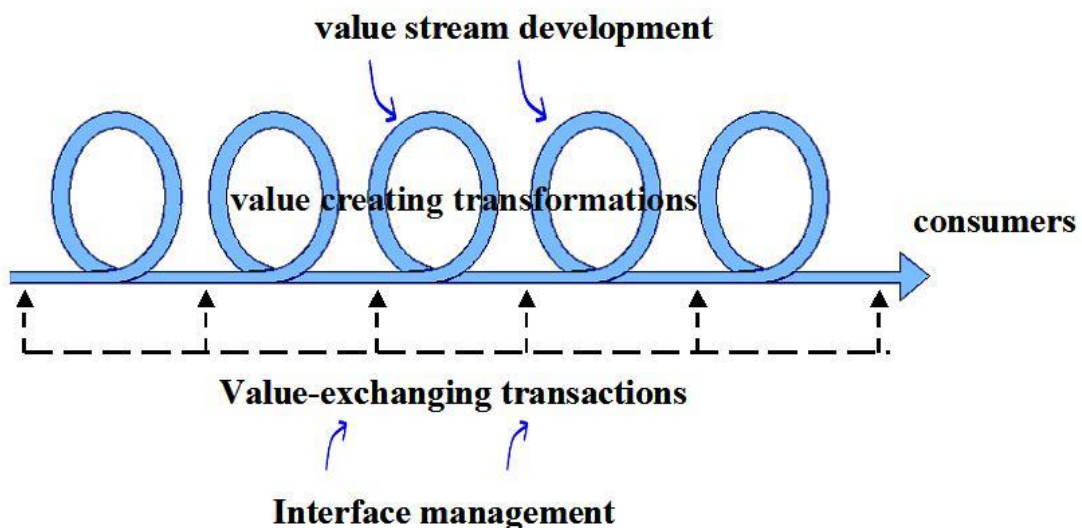 value stream development
value creating transformations
consumers
Value-exchanging transactions
Interface management